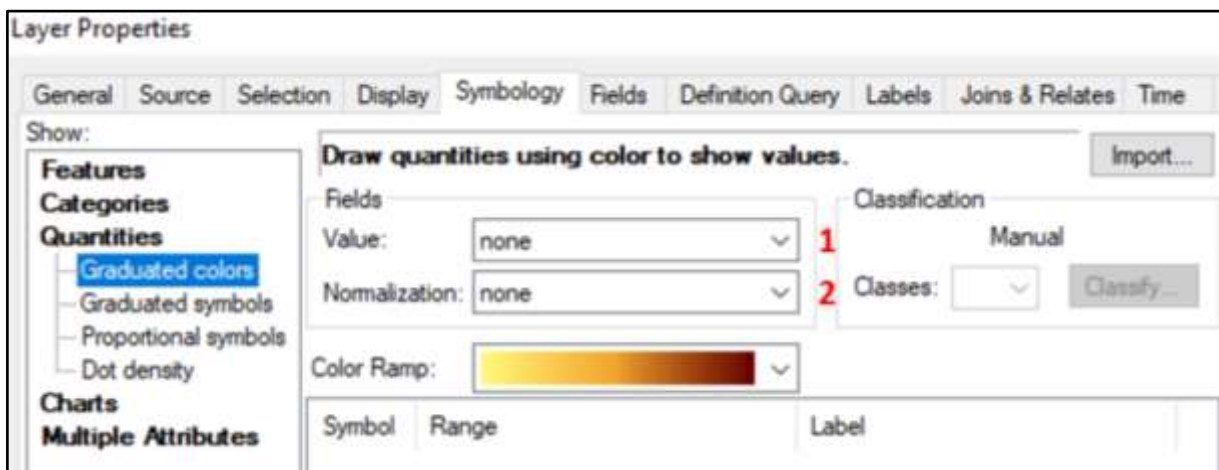 Layer Properties
General Source Selection Display Symbology Fields Definition Query Labels Joins & Relates Time
Show:
Features
Categories
Quantities
Graduated colors
Graduated symbols
Proportional symbols
Dot density
Charts
Multiple Attributes
Draw quantities using color to show values.
Import...
Fields
Value: none 1
Normalization: none 2
Classification
Manual
Classes: Classify...
Color Ramp:
Symbol Range Label